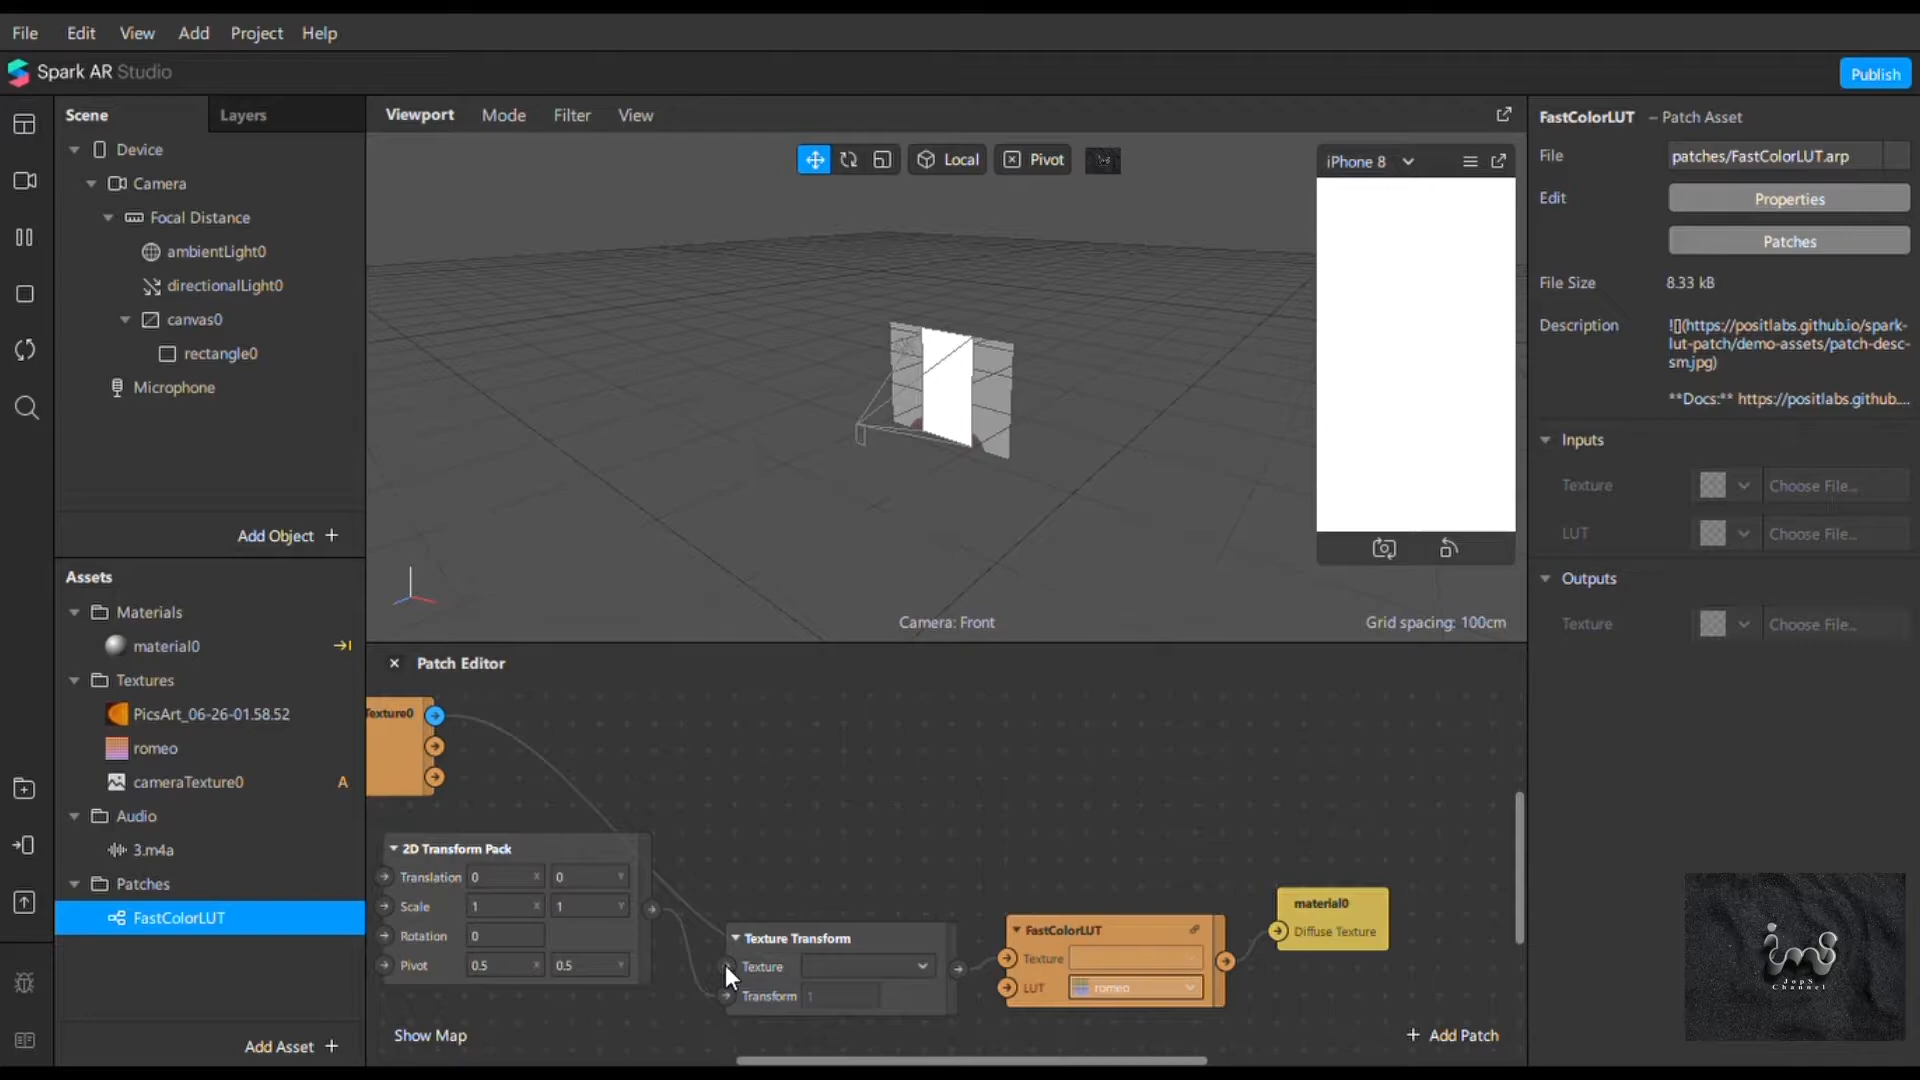 File Edit View Add Project Help
Spark AR Studio
Publish
Scene Layers
Device
Camera
Focal Distance
ambientLight0
directionalLight0
canvas0
rectangle0
Microphone
Add Object +
Assets
Materials
material0
Textures
PicsArt_06-26-01.58.52
romeo
cameraTexture0 A
Audio
3.m4a
Patches
FastColorLUT
Add Asset +
Viewport Mode Filter View
Local Pivot
iPhone 8
Camera: Front
Grid spacing: 100cm
Patch Editor
Texture0
2D Transform Pack
Translation 0 X 0 Y
Scale 1 X 1 Y
Rotation 0
Pivot 0.5 X 0.5 Y
Texture Transform
Texture
Transform 1
FastColorLUT
Texture
LUT romeo
material0
Diffuse Texture
Show Map
+ Add Patch
FastColorLUT – Patch Asset
File patches/FastColorLUT.arp
Edit Properties
Patches
File Size 8.33 kB
Description ![](https://positlabs.github.io/spark-
lut-patch/demo-assets/patch-desc-
sm.jpg)
**Docs:** https://positlabs.github....
Inputs
Texture Choose File...
LUT Choose File...
Outputs
Texture Choose File...
JopS
Channel